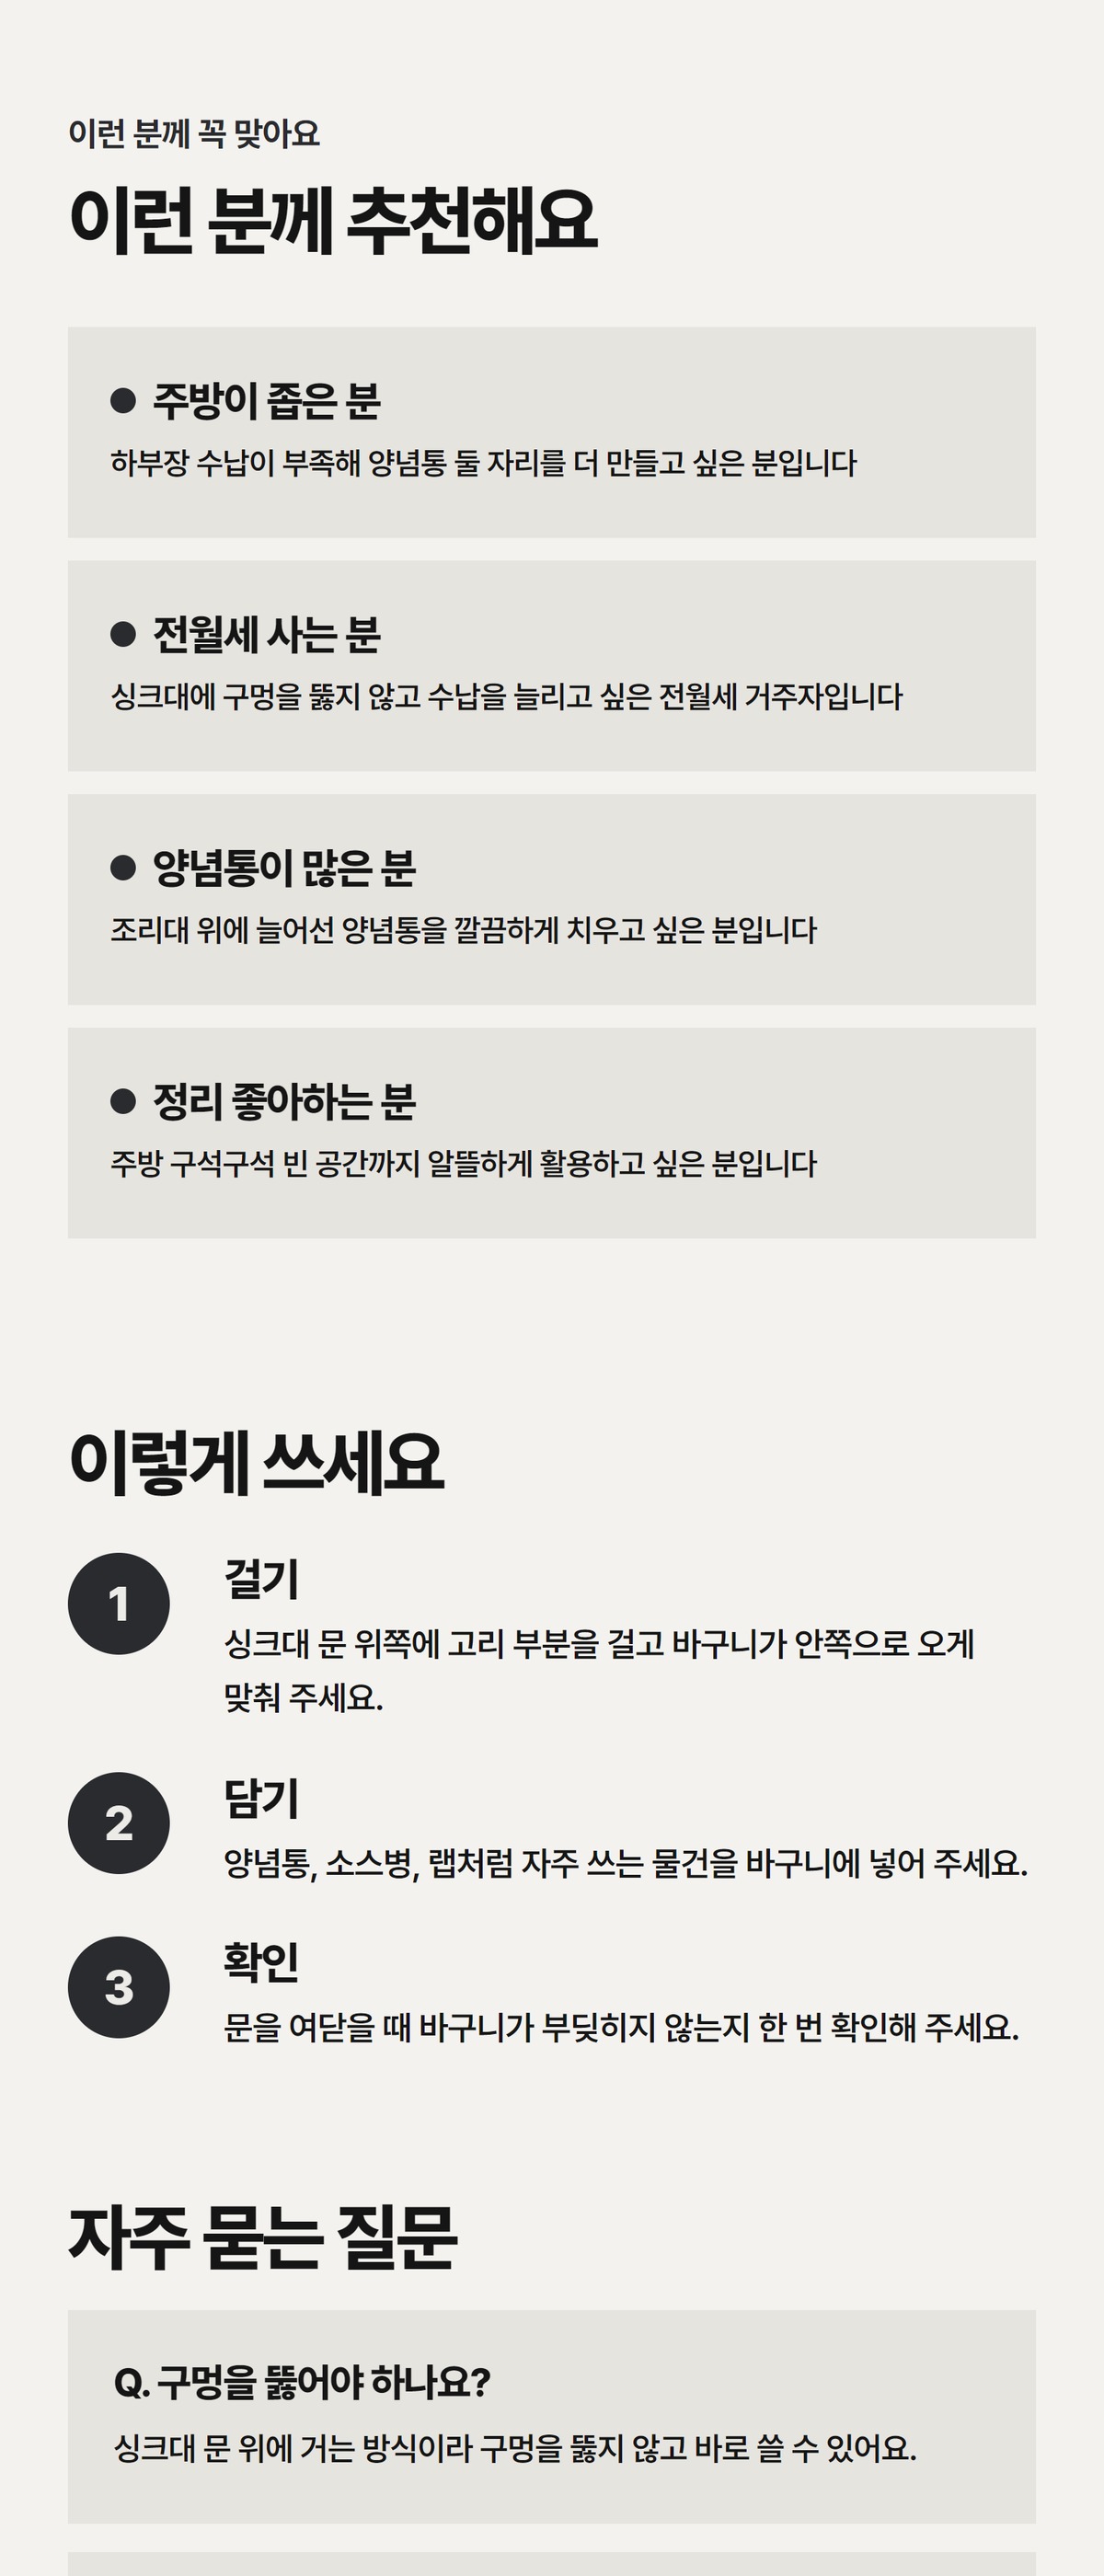 이런 분께 꼭 맞아요
이런 분께 추천해요
주방이 좁은 분
하부장 수납이 부족해 양념통 둘 자리를 더 만들고 싶은 분입니다
전월세 사는 분
싱크대에 구멍을 뚫지 않고 수납을 늘리고 싶은 전월세 거주자입니다
양념통이 많은 분
조리대 위에 늘어선 양념통을 깔끔하게 치우고 싶은 분입니다
정리 좋아하는 분
주방 구석구석 빈 공간까지 알뜰하게 활용하고 싶은 분입니다
이렇게 쓰세요
1
걸기
싱크대 문 위쪽에 고리 부분을 걸고 바구니가 안쪽으로 오게
맞춰 주세요.
2
담기
양념통, 소스병, 랩처럼 자주 쓰는 물건을 바구니에 넣어 주세요.
3
확인
문을 여닫을 때 바구니가 부딪히지 않는지 한 번 확인해 주세요.
자주 묻는 질문
Q. 구멍을 뚫어야 하나요?
싱크대 문 위에 거는 방식이라 구멍을 뚫지 않고 바로 쓸 수 있어요.